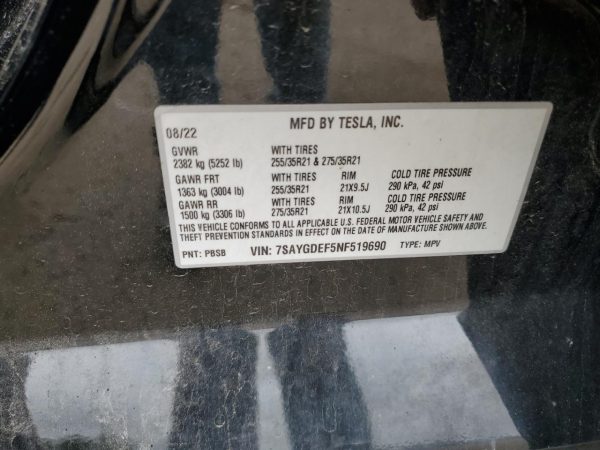 MFD BY TESLA, INC.
08/22
GVWR WITH TIRES
2382 kg (5252 lb) 255/35R21 & 275/35R21
GAWR FRT WITH TIRES RIM COLD TIRE PRESSURE
1363 kg (3004 lb) 255/35R21 21X9.5J 290 kPa, 42 psi
GAWR RR WITH TIRES RIM COLD TIRE PRESSURE
1500 kg (3306 lb) 275/35R21 21X10.5J 290 kPa, 42 psi
THIS VEHICLE CONFORMS TO ALL APPLICABLE U.S. FEDERAL MOTOR VEHICLE SAFETY AND
THEFT PREVENTION STANDARDS IN EFFECT ON THE DATE OF MANUFACTURE SHOWN ABOVE.
PNT: PBSB VIN: 7SAYGDEF5NF519690 TYPE: MPV